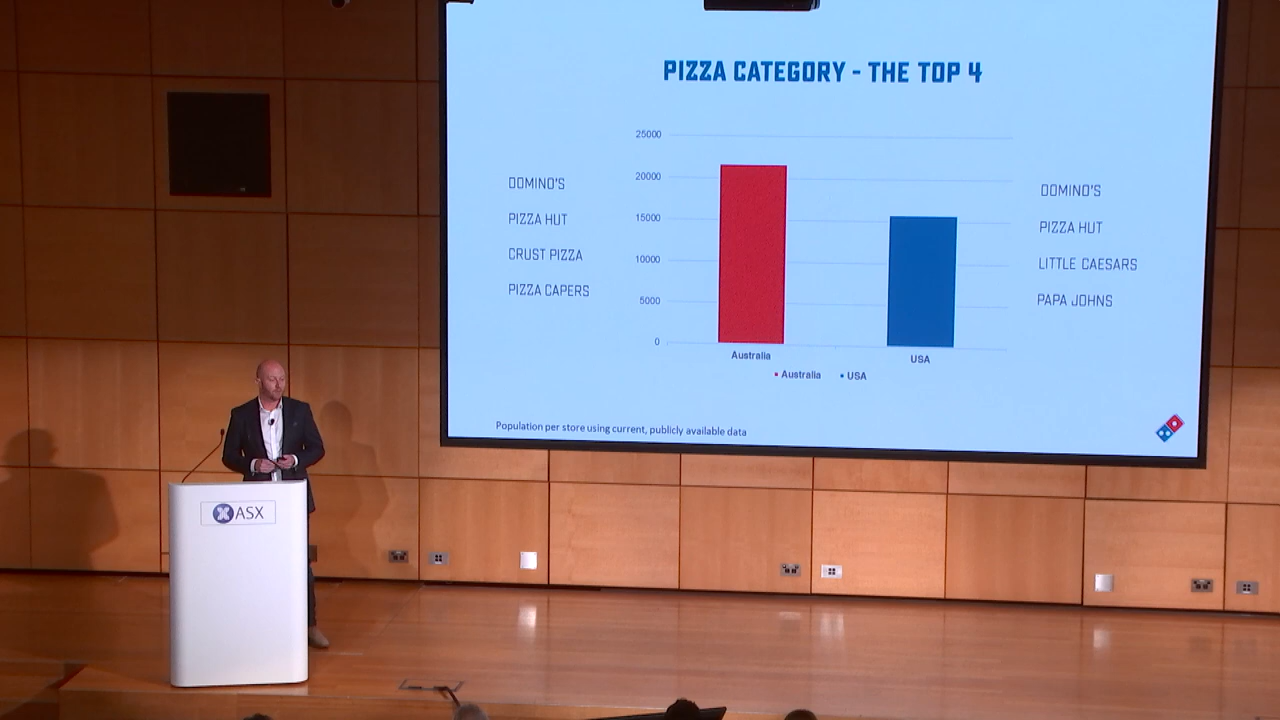 PIZZA CATEGORY - THE TOP 4
DOMINO'S
PIZZA HUT
CRUST PIZZA
PIZZA CAPERS
25000
20000
15000
10000
5000
0
Australia
USA
Australia
USA
DOMINO'S
PIZZA HUT
LITTLE CAESARS
PAPA JOHNS
Population per store using current, publicly available data
ASX